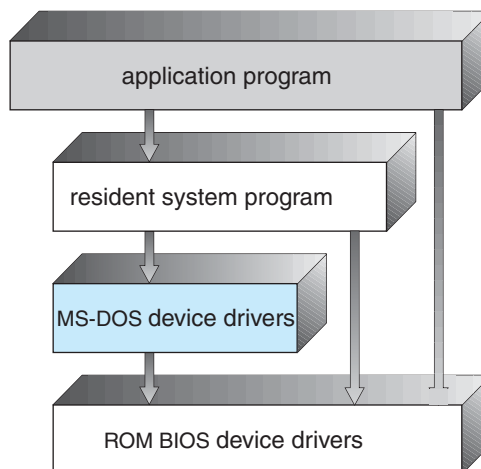 application program
resident system program
MS-DOS device drivers
ROM BIOS device drivers